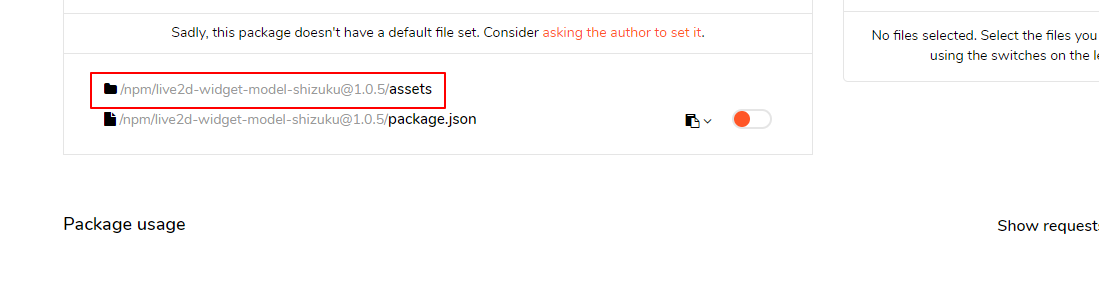 Sadly, this package doesn't have a default file set. Consider asking the author to set it.
/npm/live2d-widget-model-shizuku@1.0.5/assets
/npm/live2d-widget-model-shizuku@1.0.5/package.json
No files selected. Select the files you
using the switches on the le
Package usage
Show requests